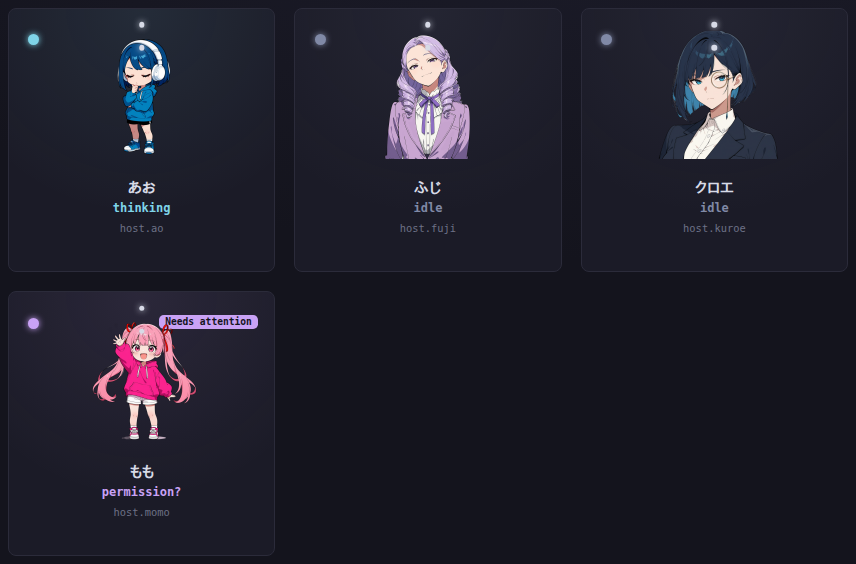 あお
thinking
host.ao
ふじ
idle
host.fuji
クロエ
idle
host.kuroe
Needs attention
もも
permission?
host.momo